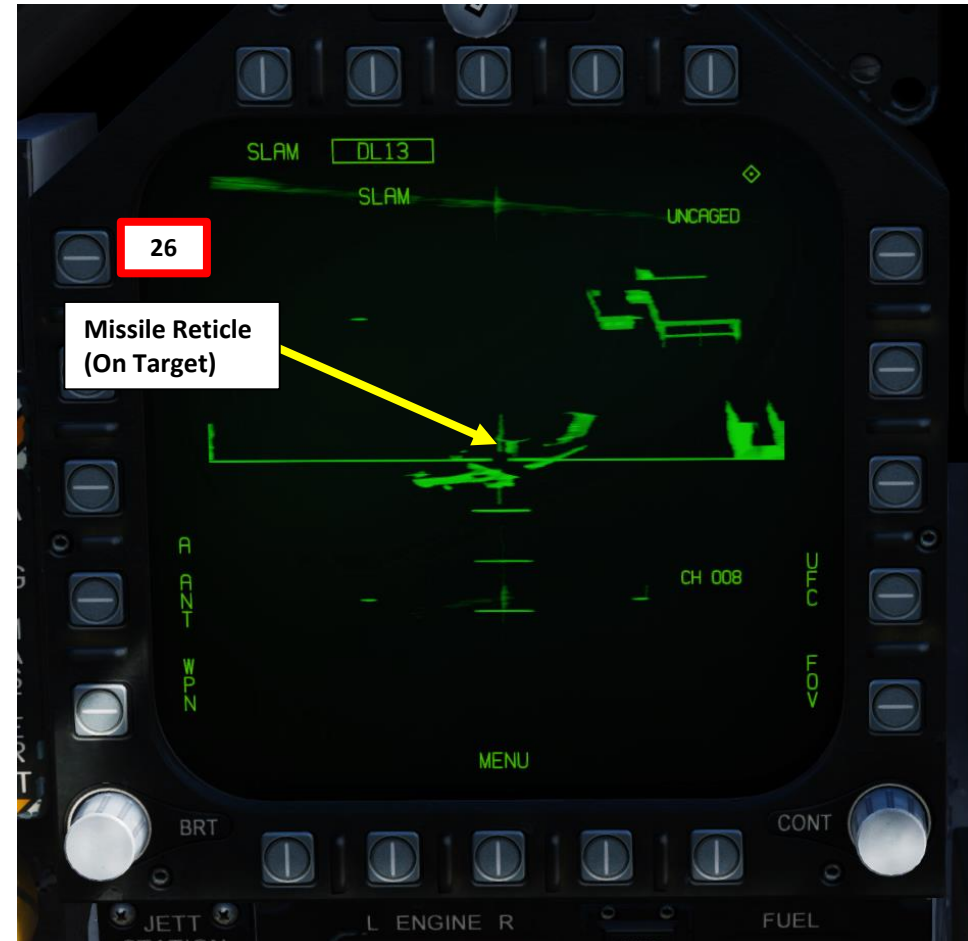 SLAM DL13
SLAM
UNCAGED
26
Missile Reticle
(On Target)
A
ANT
CH 008
UFC
WPN
FOV
MENU
BRT
CONT
JETT
L ENGINE R
FUEL